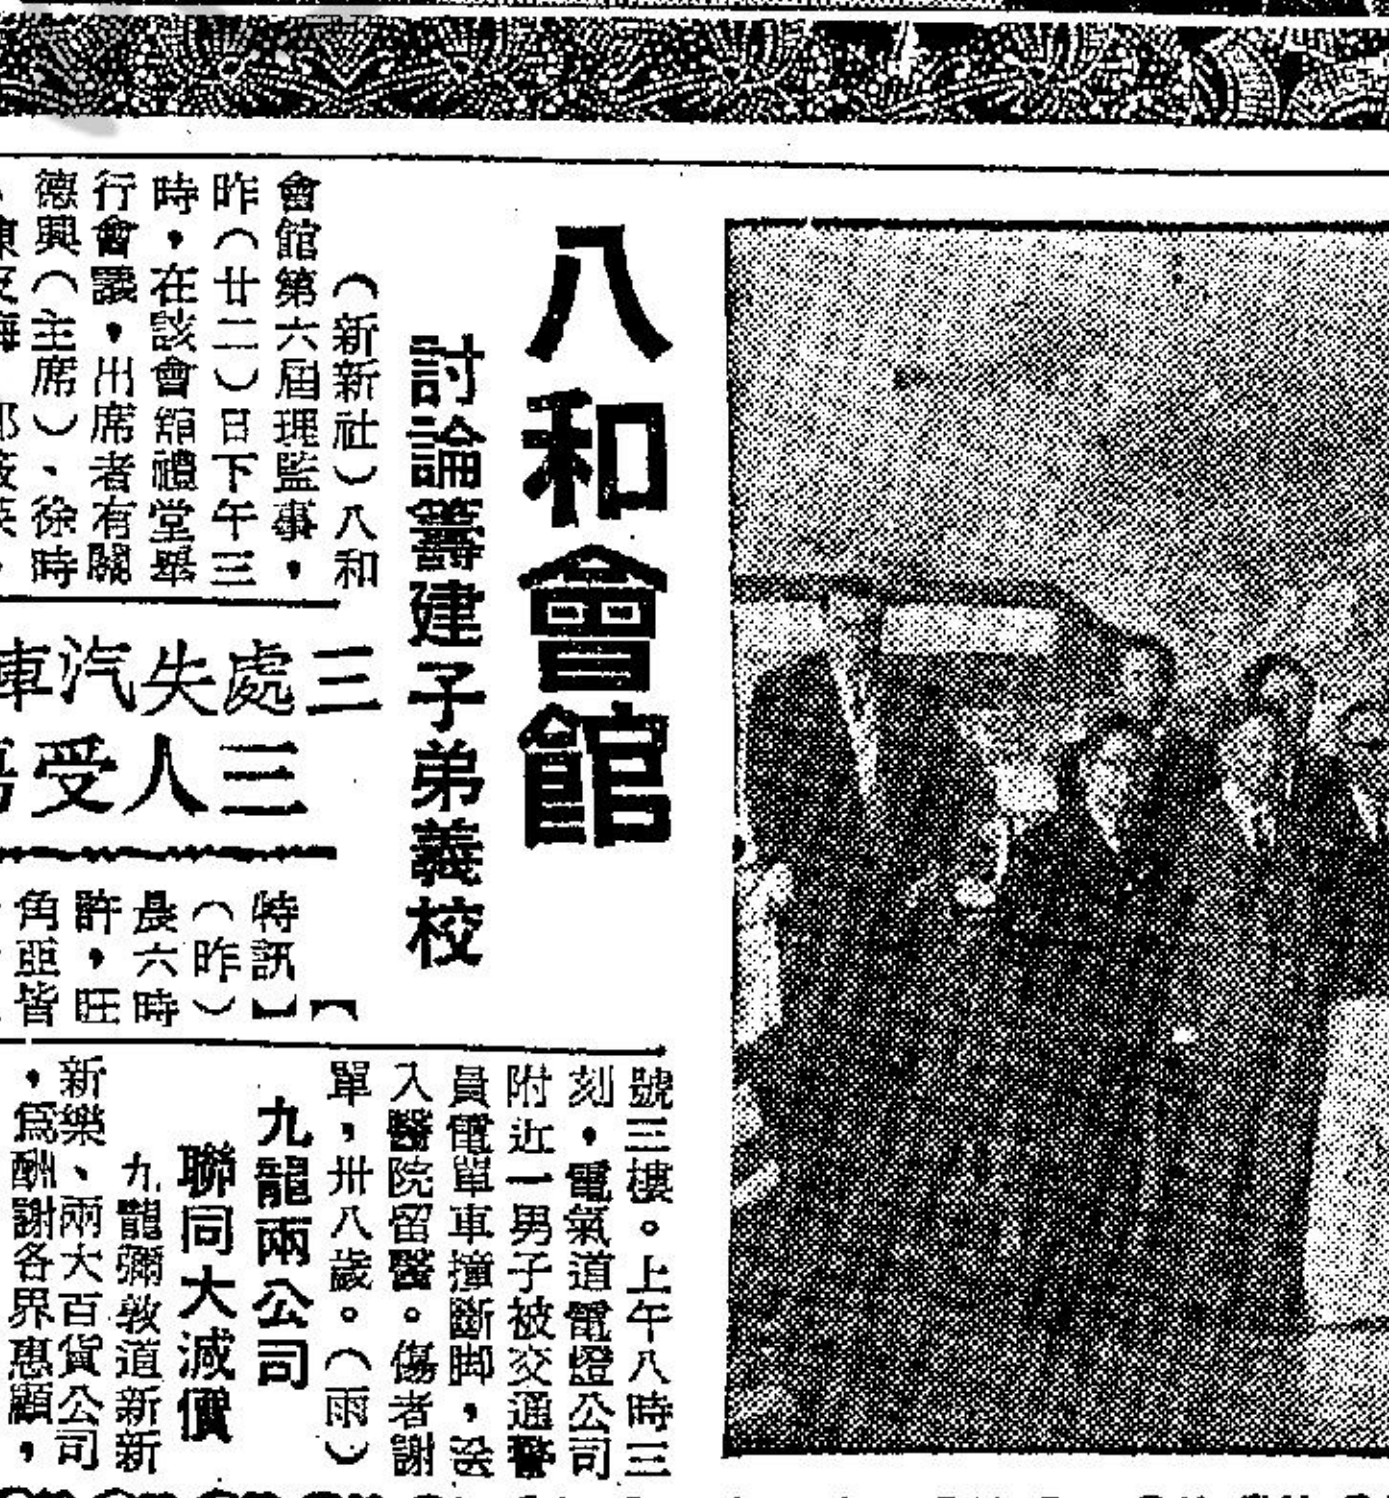 八和會館
討論籌建子弟義校
（新新社）八和
會館第六屆理監事，
昨（廿二）日下午三
時，在該會舘禮堂舉
行會議，出席者有關
德興（主席）、徐時
三處失汽車
三人受
【
特訊】
（昨）
晨六時
許，旺
角亞皆
號三樓。上午八時三
刻，電氣道電燈公司
附近一男子被交通警
員電單車撞斷脚，送
入醫院留醫。傷者謝
單，卅八歲。（雨）
九龍兩公司
聯同大減價
九龍彌敦道新新
新樂、兩大百貨公司
，爲酬謝各界惠顧，